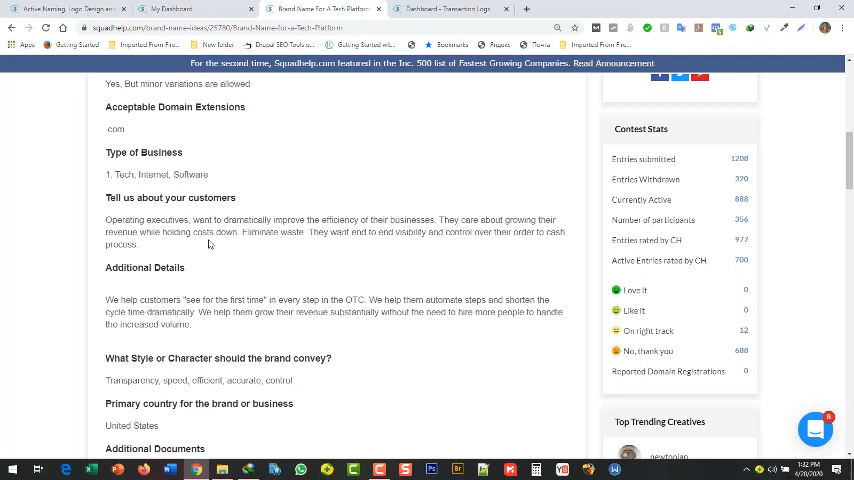 Active Naming, Logo Design an
My Dashboard
Brand Name For A Tech Platform
Dashboard - Transaction Logs
squadhelp.com/brand-name-ideas/25780/Brand-Name-for-a-Tech-Platform
Apps
Getting Started
Imported From Fire...
New folder
Drupal SEO Tools o...
Getting Started wit...
Bookmarks
Яндекс
Почта
Imported From Fire...
For the second time, Squadhelp.com featured in the Inc. 500 list of Fastest Growing Companies. Read Announcement
Yes, But minor variations are allowed
Acceptable Domain Extensions
.com
Type of Business
1. Tech, Internet, Software
Tell us about your customers
Operating executives, want to dramatically improve the efficiency of their businesses. They care about growing their
revenue while holding costs down. Eliminate waste. They want end to end visibility and control over their order to cash
process.
Additional Details
We help customers "see for the first time" in every step in the OTC. We help them automate steps and shorten the
cycle time dramatically. We help them grow their revenue substantially without the need to hire more people to handle
the increased volume.
What Style or Character should the brand convey?
Transparency, speed, efficient, accurate, control
Primary country for the brand or business
United States
Additional Documents
Contest Stats
Entries submitted 1208
Entries Withdrawn 320
Currently Active 888
Number of participants 356
Entries rated by CH 977
Active Entries rated by CH 700
Love It 0
Like It 0
On right track 12
No, thank you 688
Reported Domain Registrations 0
Top Trending Creatives
newtonian
8
1:32 PM
4/20/2020